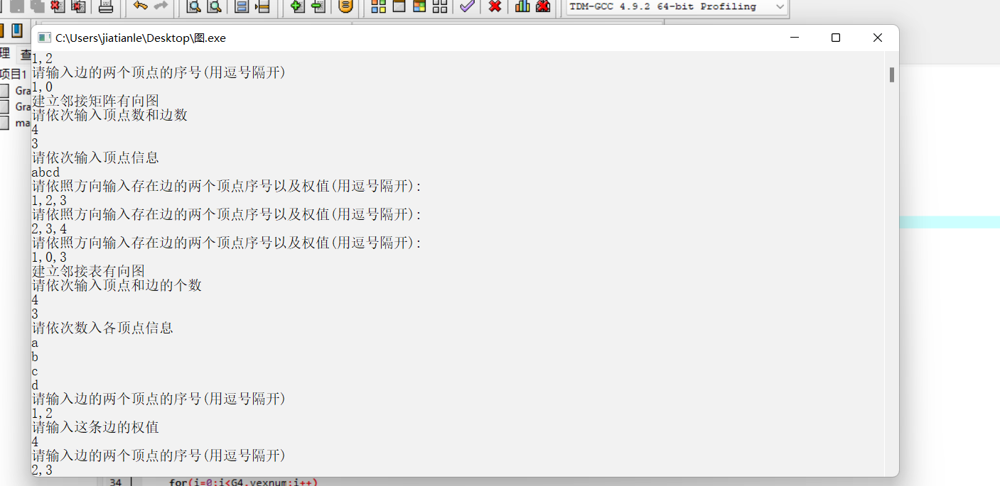 TDM-GCC 4.9.2 64-bit Profiling
C:\Users\jiatianle\Desktop\图.exe
理 查
项目1
Gra
Gra
ma
1,2
请输入边的两个顶点的序号(用逗号隔开)
1,0
建立邻接矩阵有向图
请依次输入顶点数和边数
4
3
请依次输入顶点信息
abcd
请依照方向输入存在边的两个顶点序号以及权值(用逗号隔开):
1,2,3
请依照方向输入存在边的两个顶点序号以及权值(用逗号隔开):
2,3,4
请依照方向输入存在边的两个顶点序号以及权值(用逗号隔开):
1,0,3
建立邻接表有向图
请依次输入顶点和边的个数
4
3
请依次数入各顶点信息
a
b
c
d
请输入边的两个顶点的序号(用逗号隔开)
1,2
请输入这条边的权值
4
请输入边的两个顶点的序号(用逗号隔开)
2,3
34 for(i=0;i<G4.vexnum;i++)